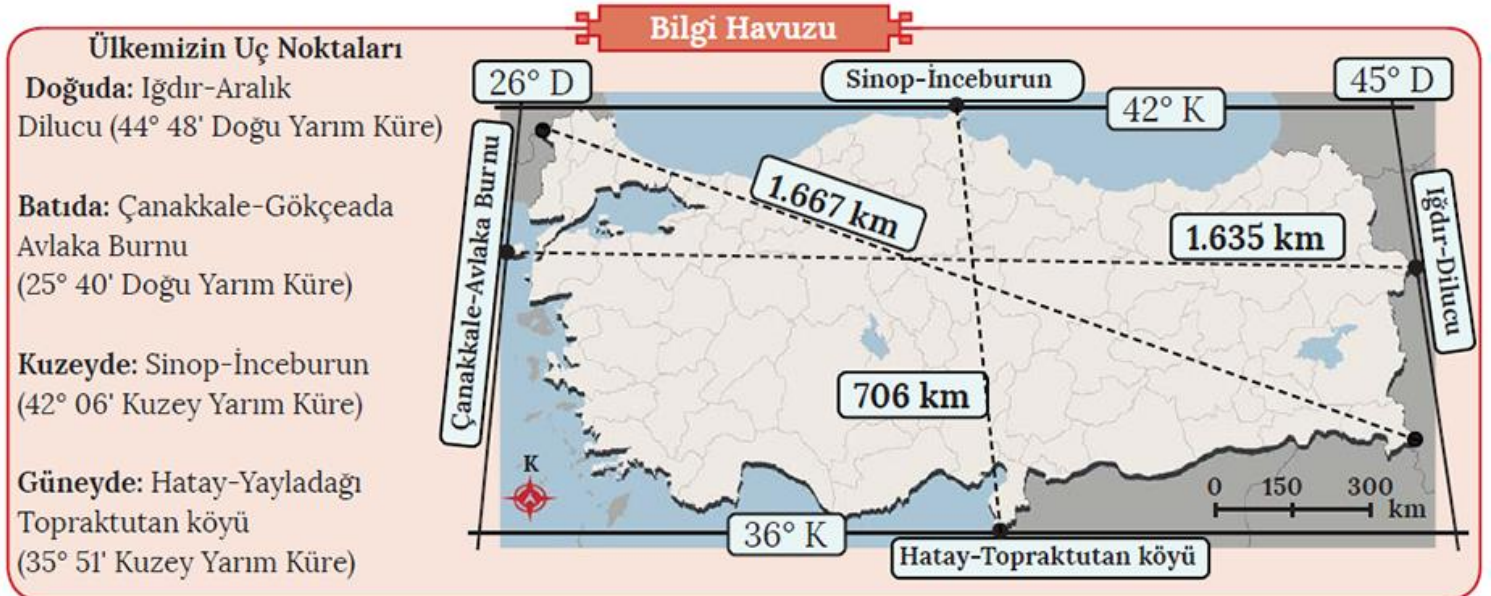 Bilgi Havuzu
Ülkemizin Uç Noktaları
Doğuda: Iğdır-Aralık
Dilucu (44° 48' Doğu Yarım Küre)
Batıda: Çanakkale-Gökçeada
Avlaka Burnu
(25° 40' Doğu Yarım Küre)
Kuzeyde: Sinop-İnceburun
(42° 06' Kuzey Yarım Küre)
Güneyde: Hatay-Yayladağı
Topraktutan köyü
(35° 51' Kuzey Yarım Küre)
26° D
Sinop-İnceburun
45° D
42° K
Çanakkale-Avlaka Burnu
1.667 km
1.635 km
Iğdır-Dilucu
706 km
K
0 150 300
km
36° K
Hatay-Topraktutan köyü